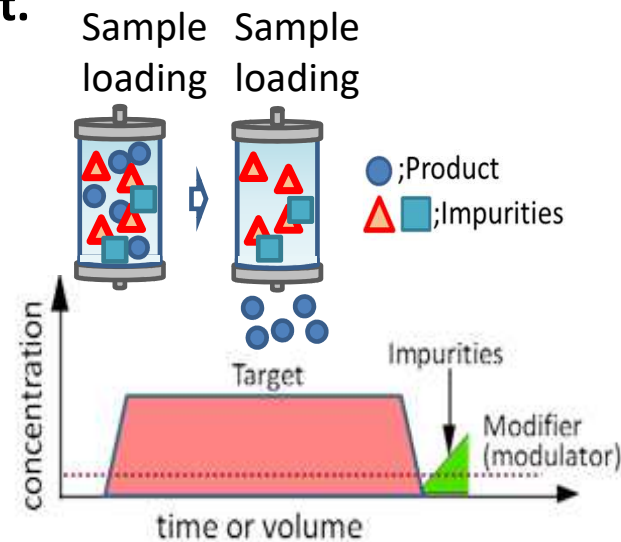 t.
Sample Sample
loading loading
;Product
;Impurities
concentration
Target
Impurities
Modifier
(modulator)
time or volume